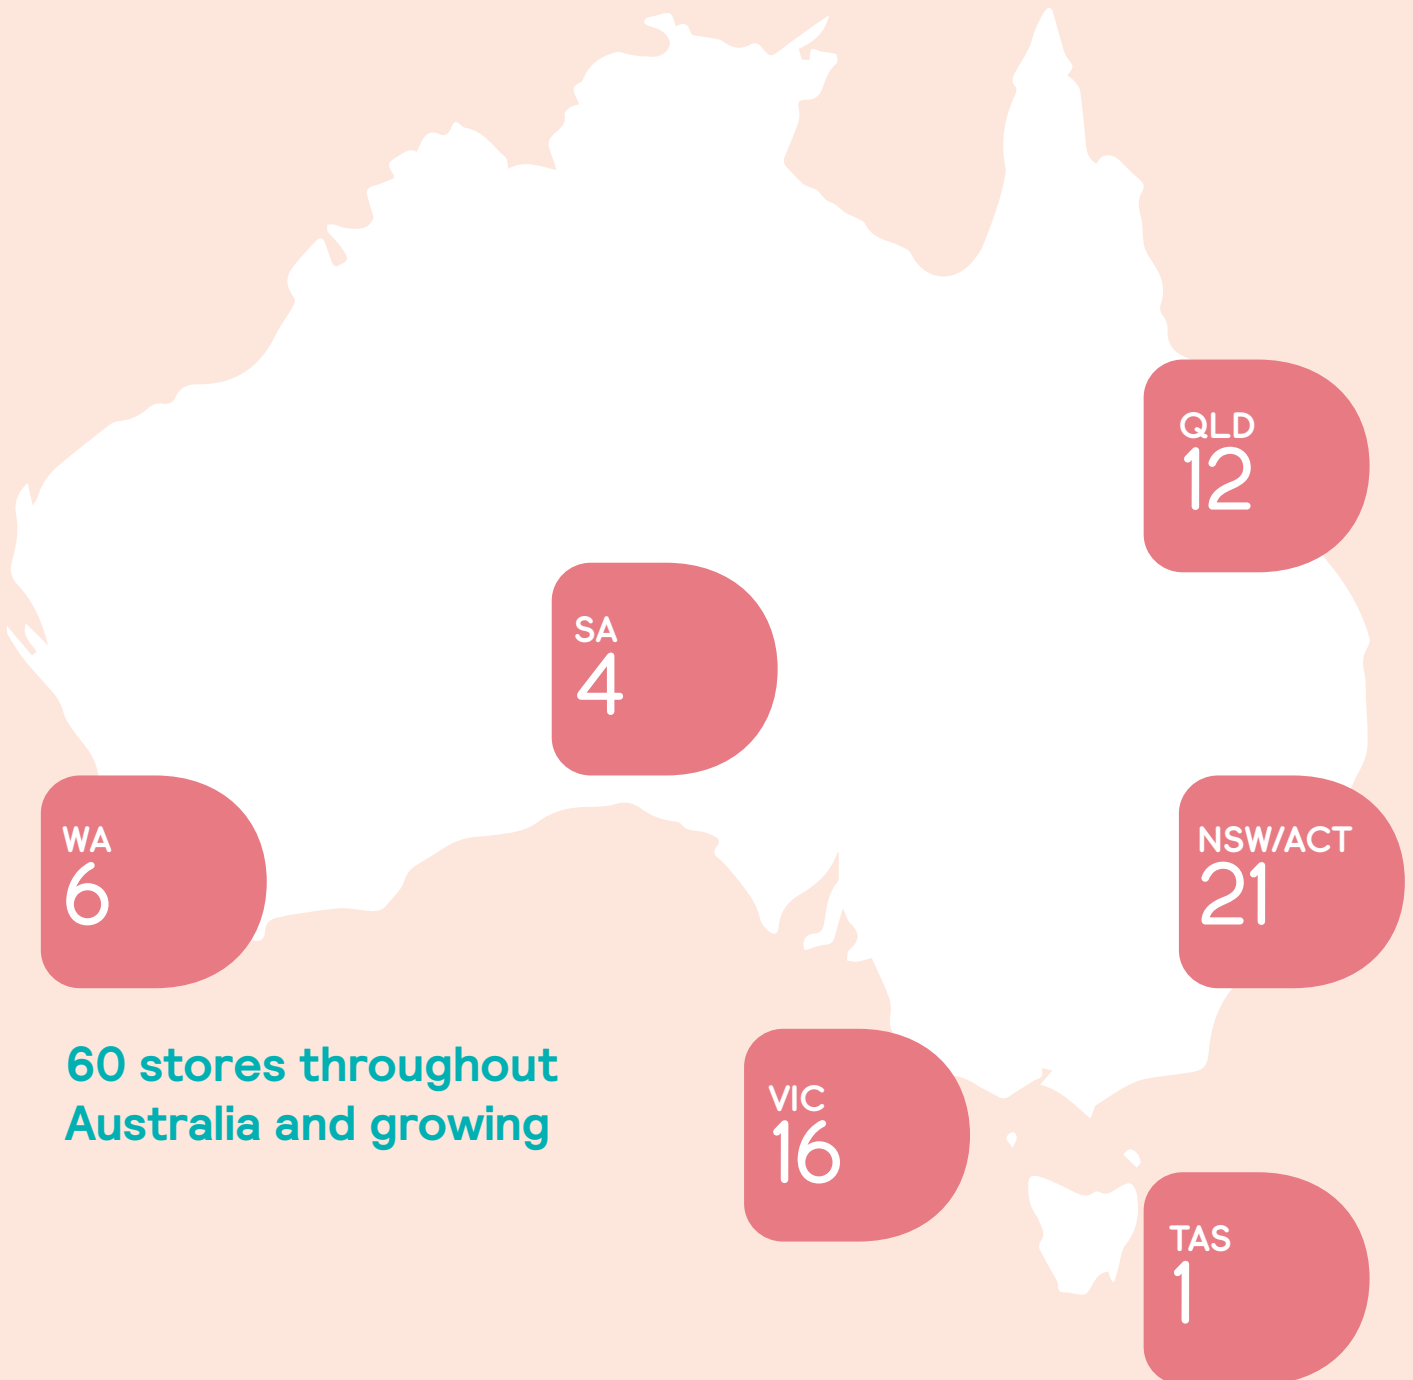 QLD
12
SA
4
WA
6
NSW/ACT
21
60 stores throughout
Australia and growing
VIC
16
TAS
1